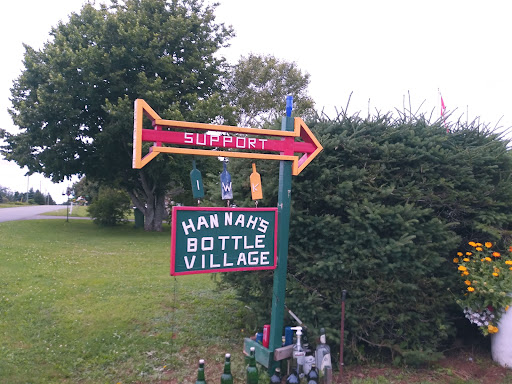 SUPPORT
I W K
HANNAH'S
BOTTLE
VILLAGE